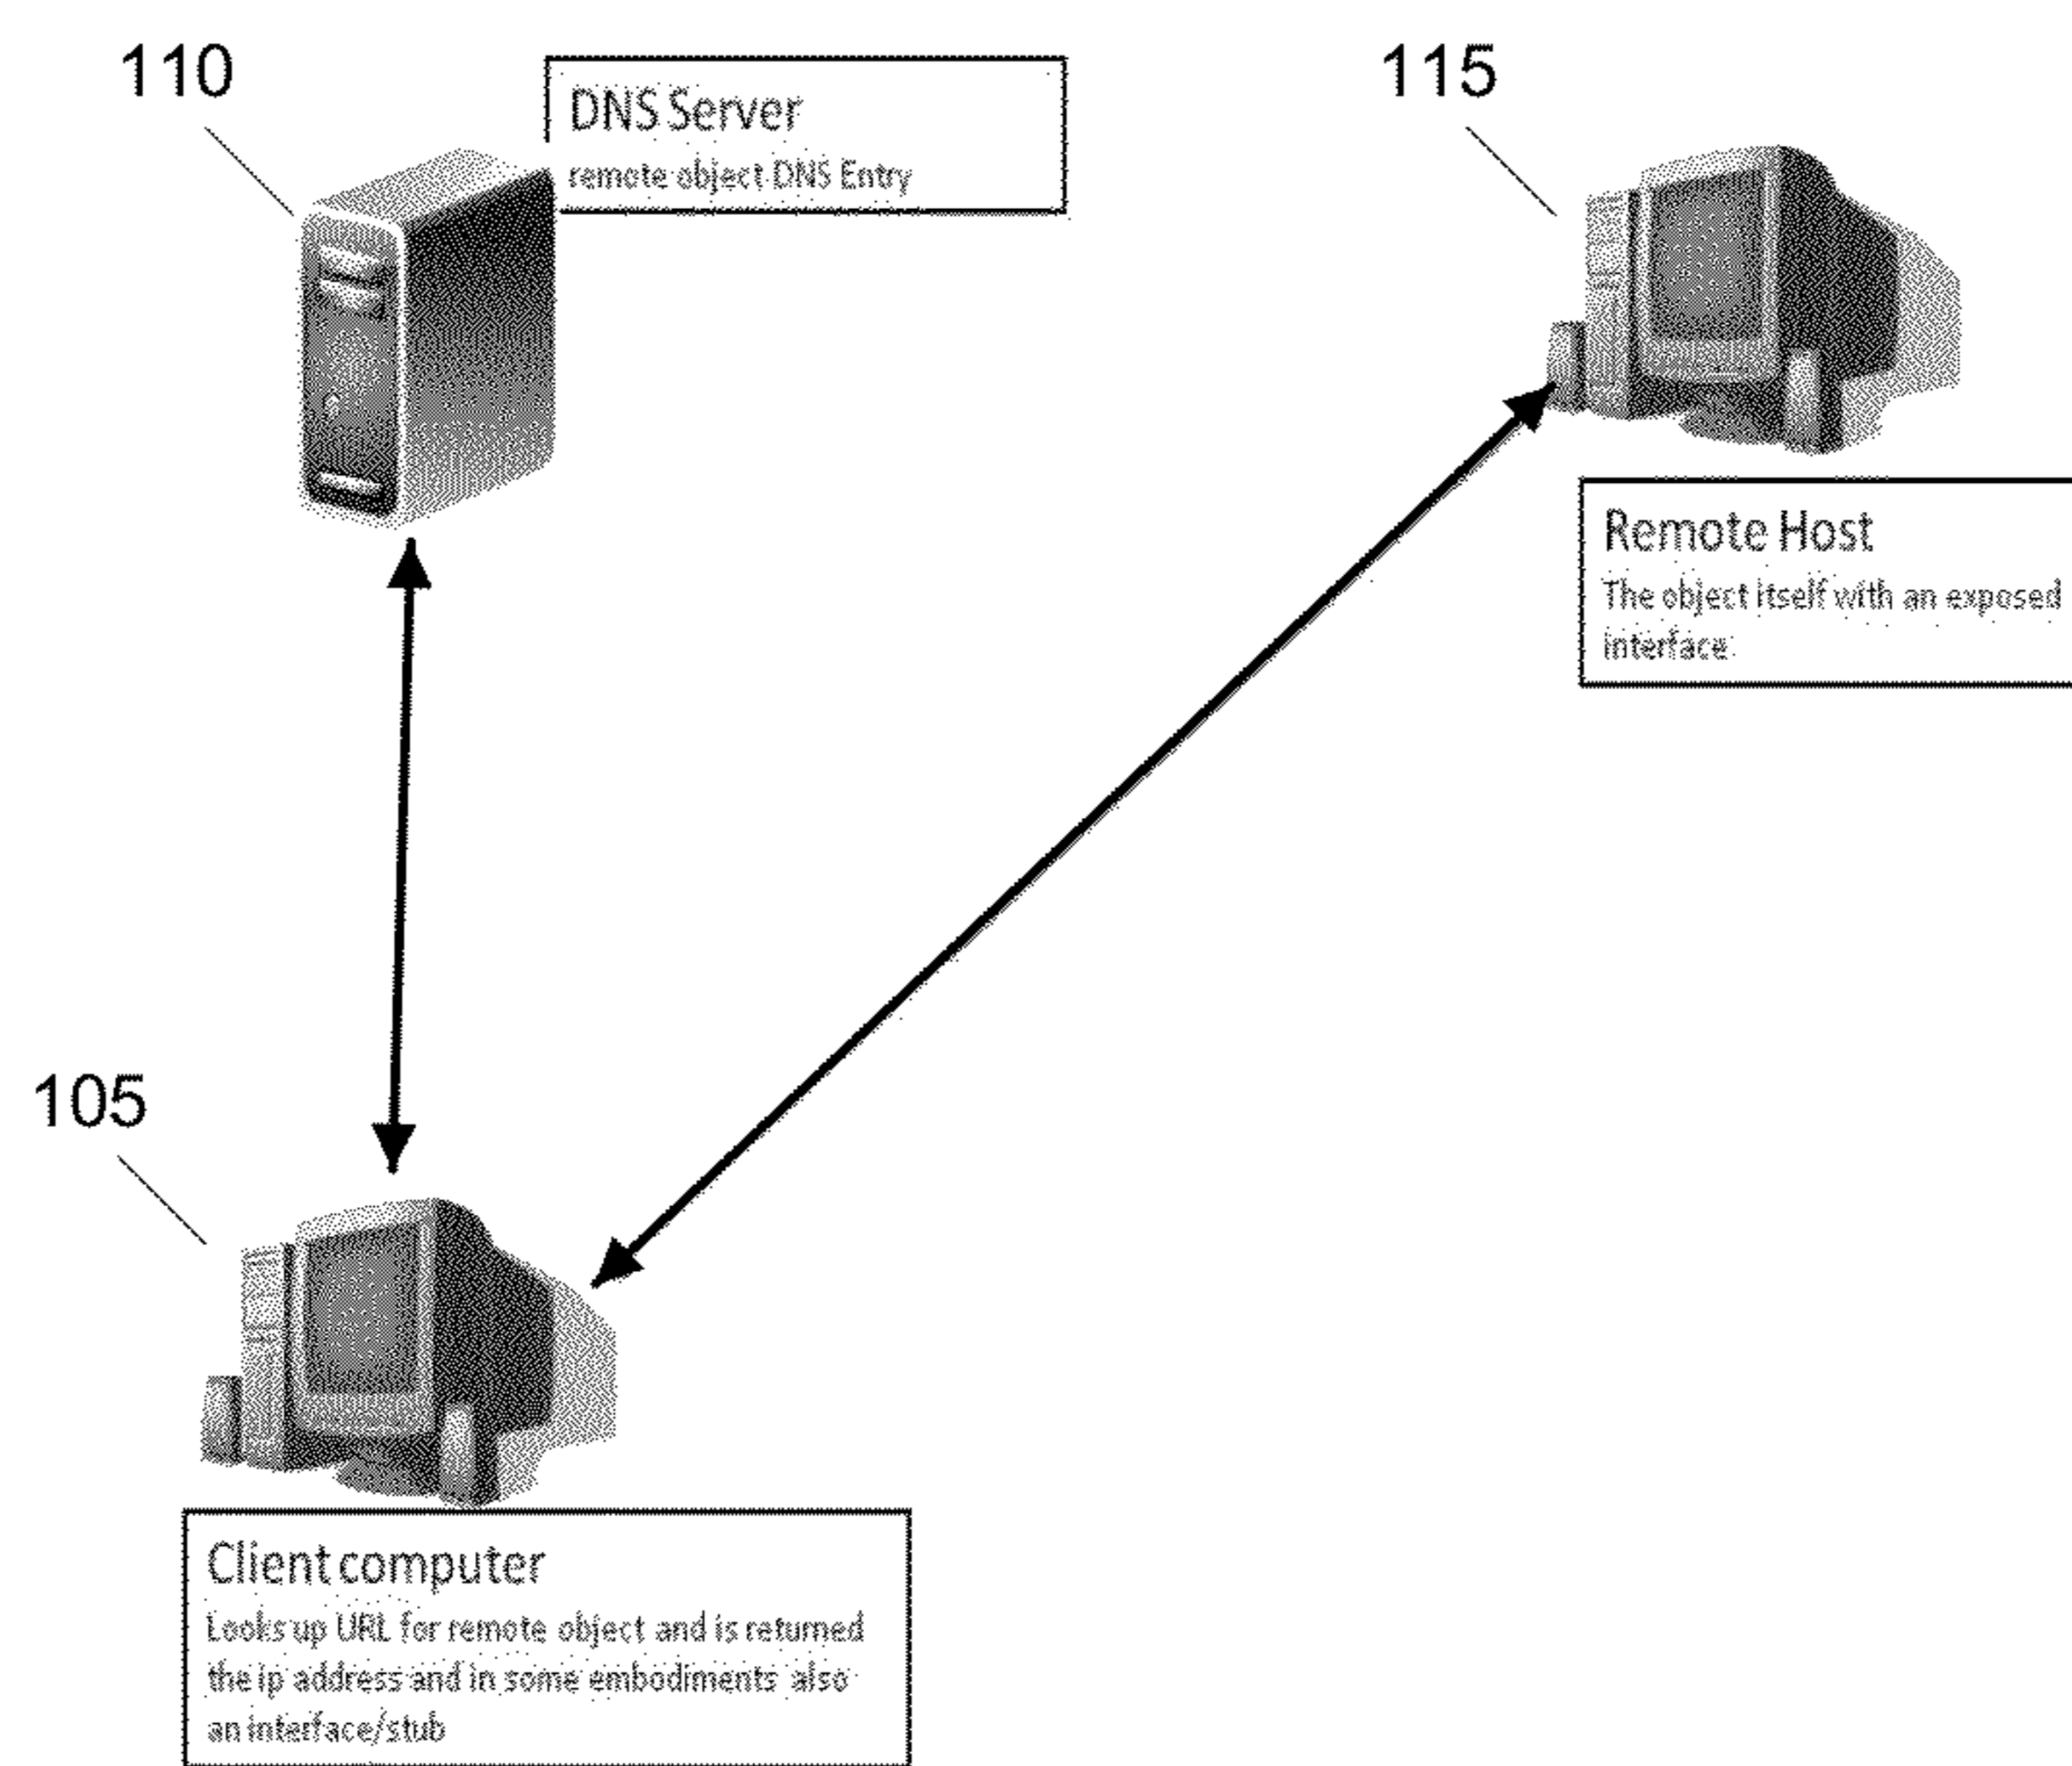 110
DNS Server
remote object DNS Entry
115
Remote Host
The object itself with an exposed
interface
105
Client computer
Looks up URL for remote object and is returned
the ip address and in some embodiments also
an interface/stub